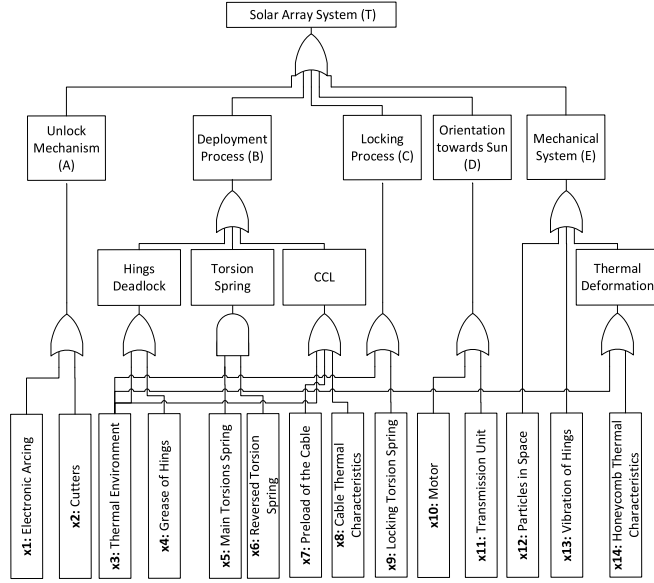 Solar Array System (T)
Unlock
Mechanism
(A)
Deployment
Process (B)
Locking
Process (C)
Orientation
towards Sun
(D)
Mechanical
System (E)
Hings
Deadlock
Torsion
Spring
CCL
Thermal
Deformation
x1: Electronic Arcing
x2: Cutters
x3: Thermal Environment
x4: Grease of Hings
x5: Main Torsions Spring
x6: Reversed Torsion
Spring
x7: Preload of the Cable
x8: Cable Thermal
Characteristics
x9: Locking Torsion Spring
x10: Motor
x11: Transmission Unit
x12: Particles in Space
x13: Vibration of Hings
x14: Honeycomb Thermal
Characteristics